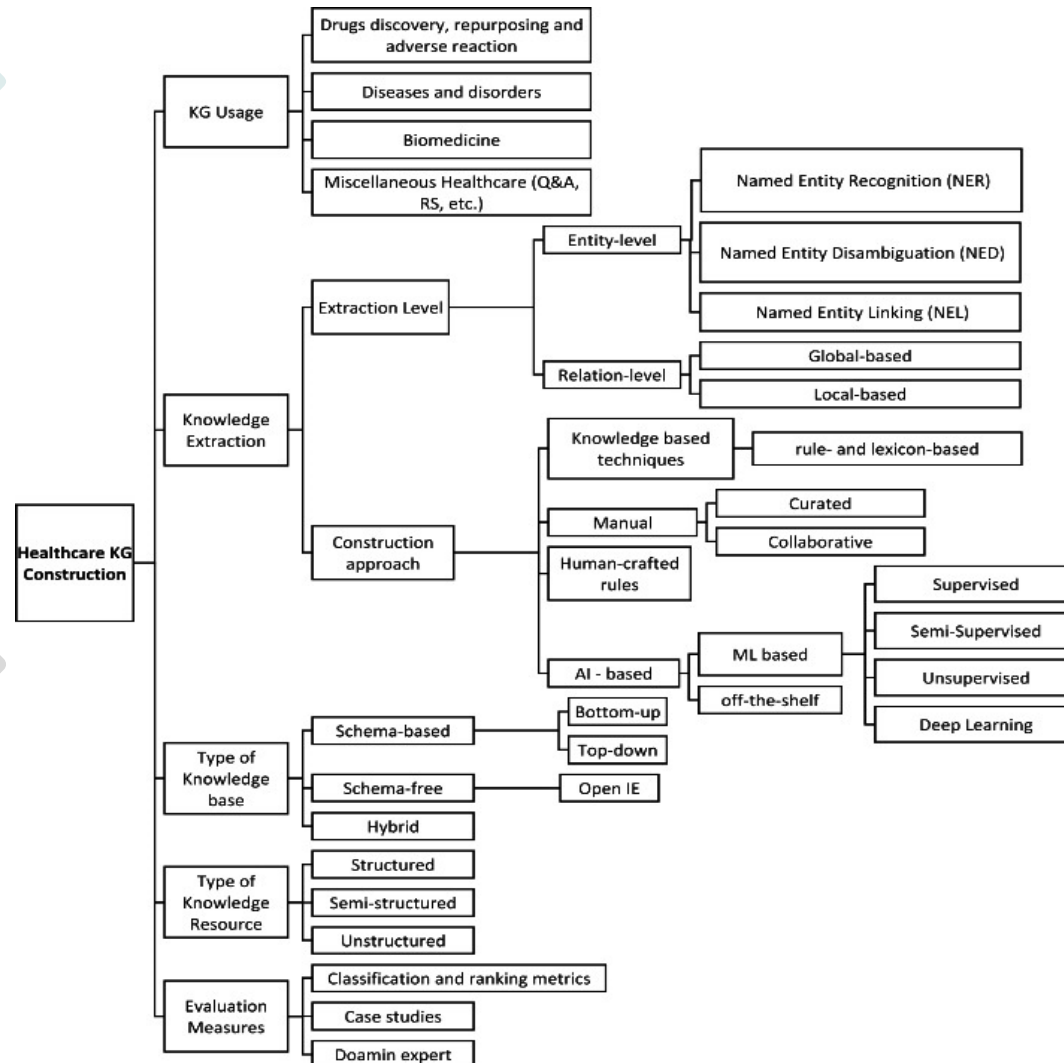 Drugs discovery, repurposing and
adverse reaction
KG Usage
Diseases and disorders
Biomedicine
Miscellaneous Healthcare (Q&A,
RS, etc.)
Named Entity Recognition (NER)
Entity-level
Named Entity Disambiguation (NED)
Extraction Level
Named Entity Linking (NEL)
Global-based
Relation-level
Local-based
Knowledge
Extraction
Knowledge based
techniques
rule- and lexicon-based
Curated
Manual
Collaborative
Construction
approach
Human-crafted
rules
Healthcare KG
Construction
Supervised
ML based
Semi-Supervised
AI - based
Unsupervised
off-the-shelf
Deep Learning
Bottom-up
Schema-based
Top-down
Type of
Knowledge
base
Schema-free
Open IE
Hybrid
Structured
Type of
Knowledge
Resource
Semi-structured
Unstructured
Classification and ranking metrics
Evaluation
Measures
Case studies
Doamin expert